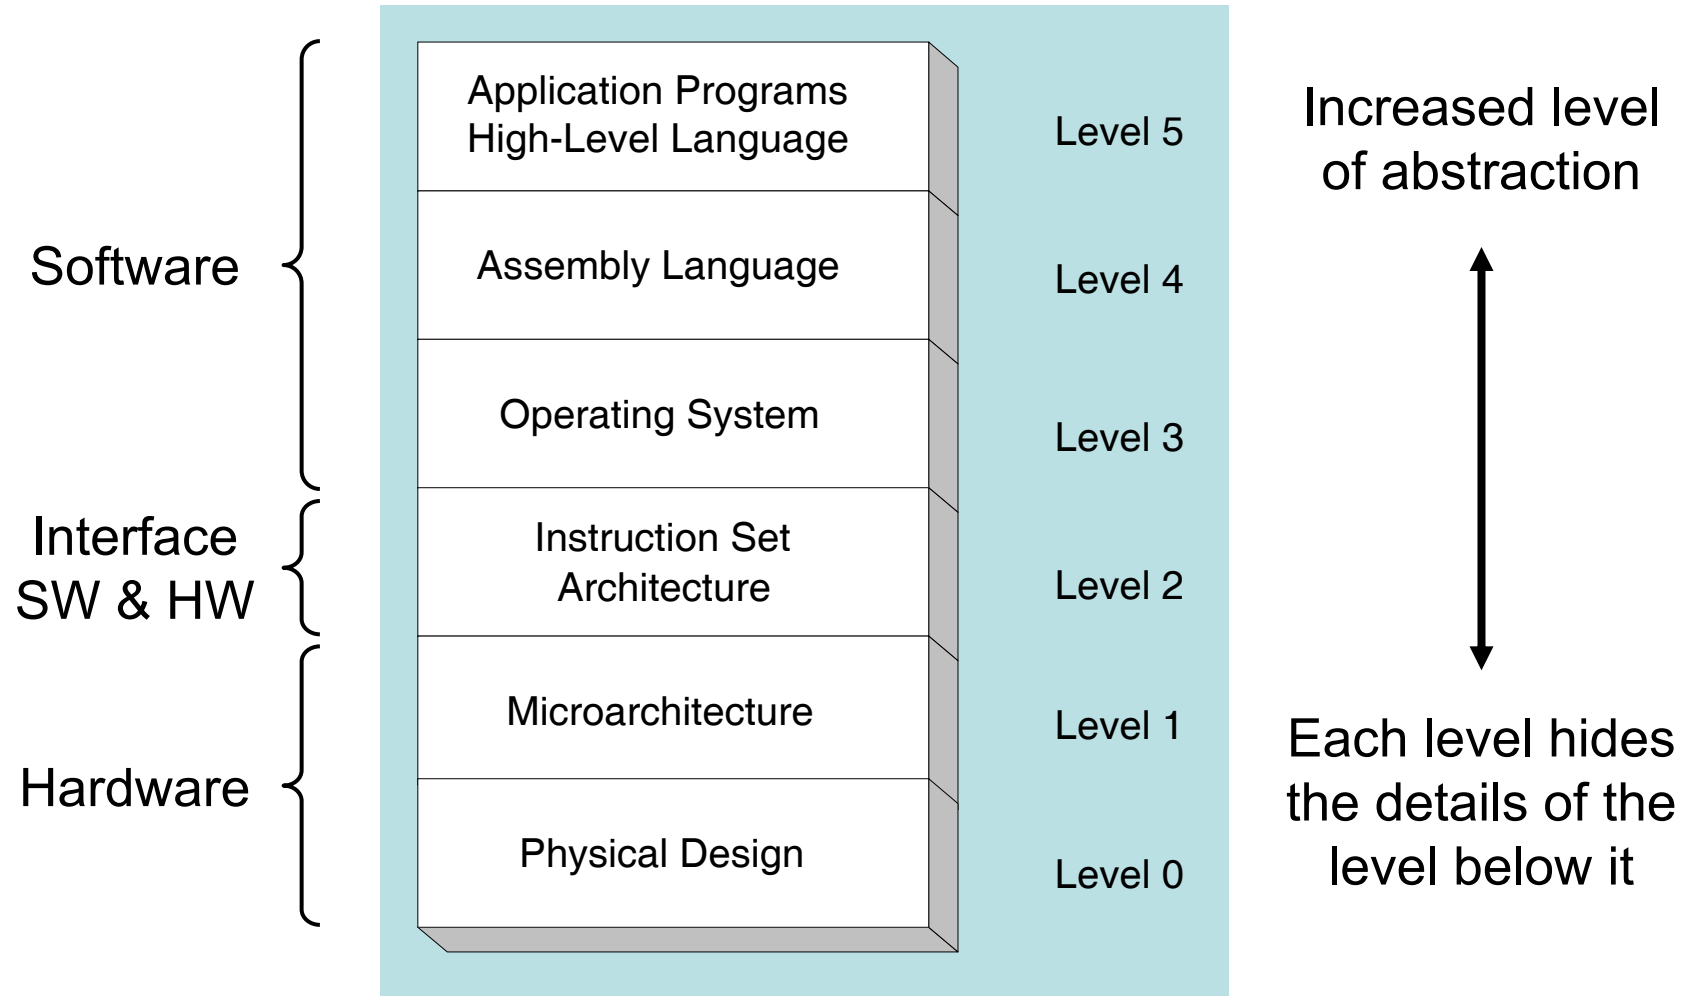 Application Programs
High-Level Language
Level 5
Increased level
of abstraction
Software
Assembly Language
Level 4
Operating System
Level 3
Interface
SW & HW
Instruction Set
Architecture
Level 2
Hardware
Microarchitecture
Level 1
Physical Design
Level 0
Each level hides
the details of the
level below it